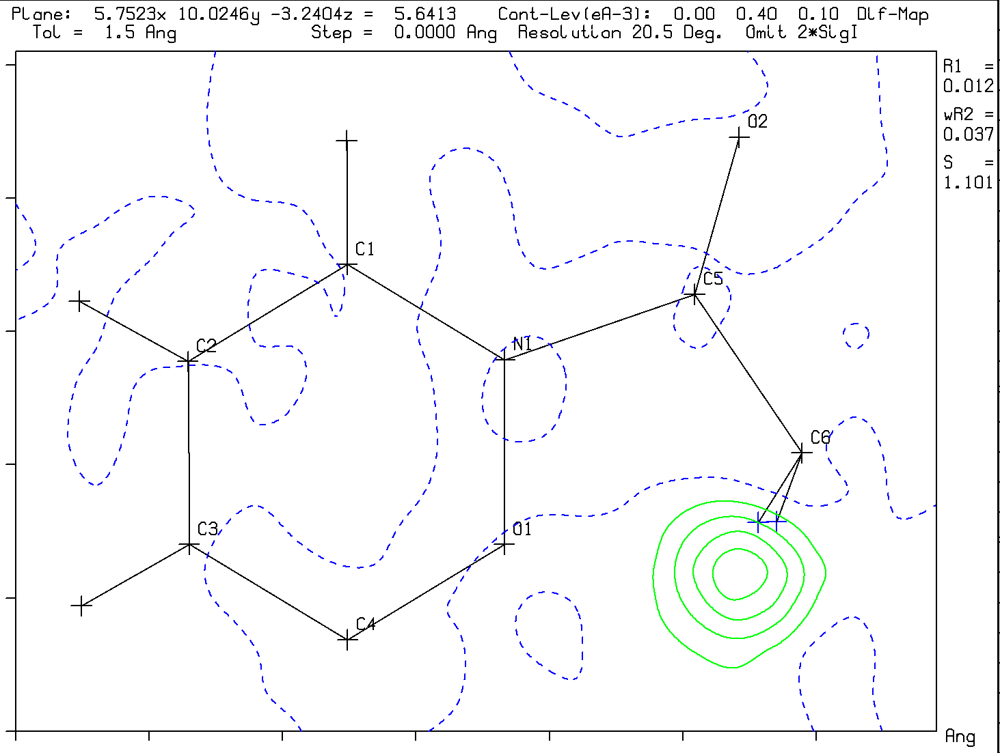 Plane: 5.7523x 10.0246y -3.2404z = 5.6413 Cont-Lev(eA-3): 0.00 0.40 0.10 Dif-Map
Tol = 1.5 Ang Step = 0.0000 Ang Resolution 20.5 Deg. Omit 2*SigI
R1 =
0.012
wR2 =
0.037
S =
1.101
O2
C1
C5
C2
N1
C6
C3
O1
C4
Ang